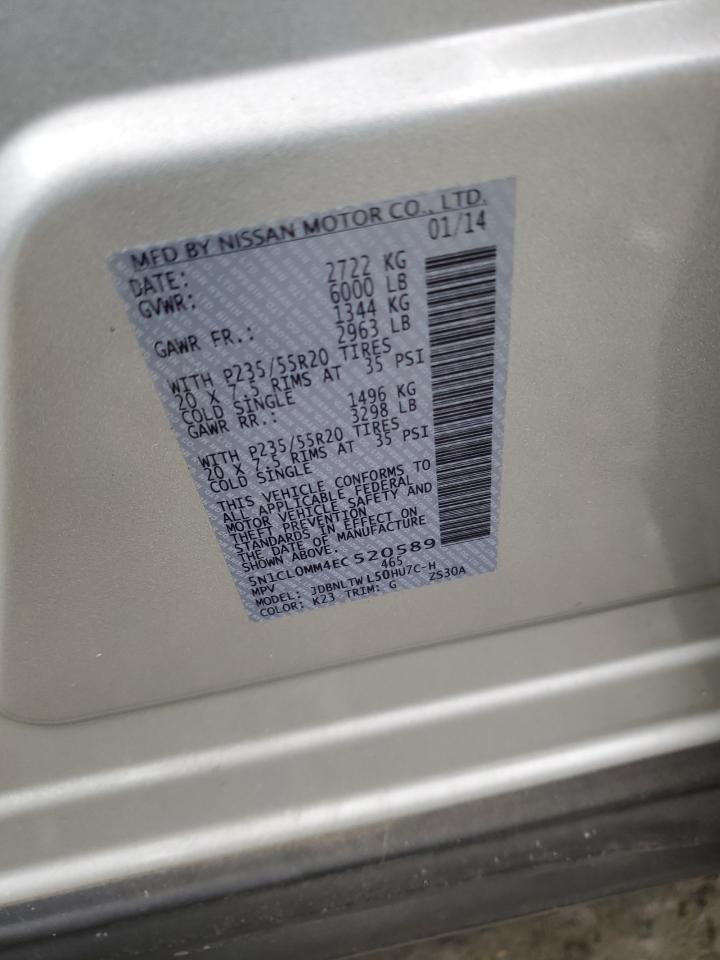 MFD BY NISSAN MOTOR CO., LTD.
DATE: 01/14
GVWR: 2722 KG
6000 LB
GAWR FR.: 1344 KG
2963 LB
WITH P235/55R20 TIRES
20 X 7.5 RIMS AT 35 PSI
COLD SINGLE
GAWR RR.: 1496 KG
3298 LB
WITH P235/55R20 TIRES
20 X 7.5 RIMS AT 35 PSI
COLD SINGLE
THIS VEHICLE CONFORMS TO
ALL APPLICABLE FEDERAL
MOTOR VEHICLE SAFETY AND
THEFT PREVENTION
STANDARDS IN EFFECT ON
THE DATE OF MANUFACTURE
SHOWN ABOVE.
5N1CL0MM4EC520589
MPV 465
MODEL: JDBNLTWL50HU7C-H
COLOR: K23 TRIM: G ZS30A